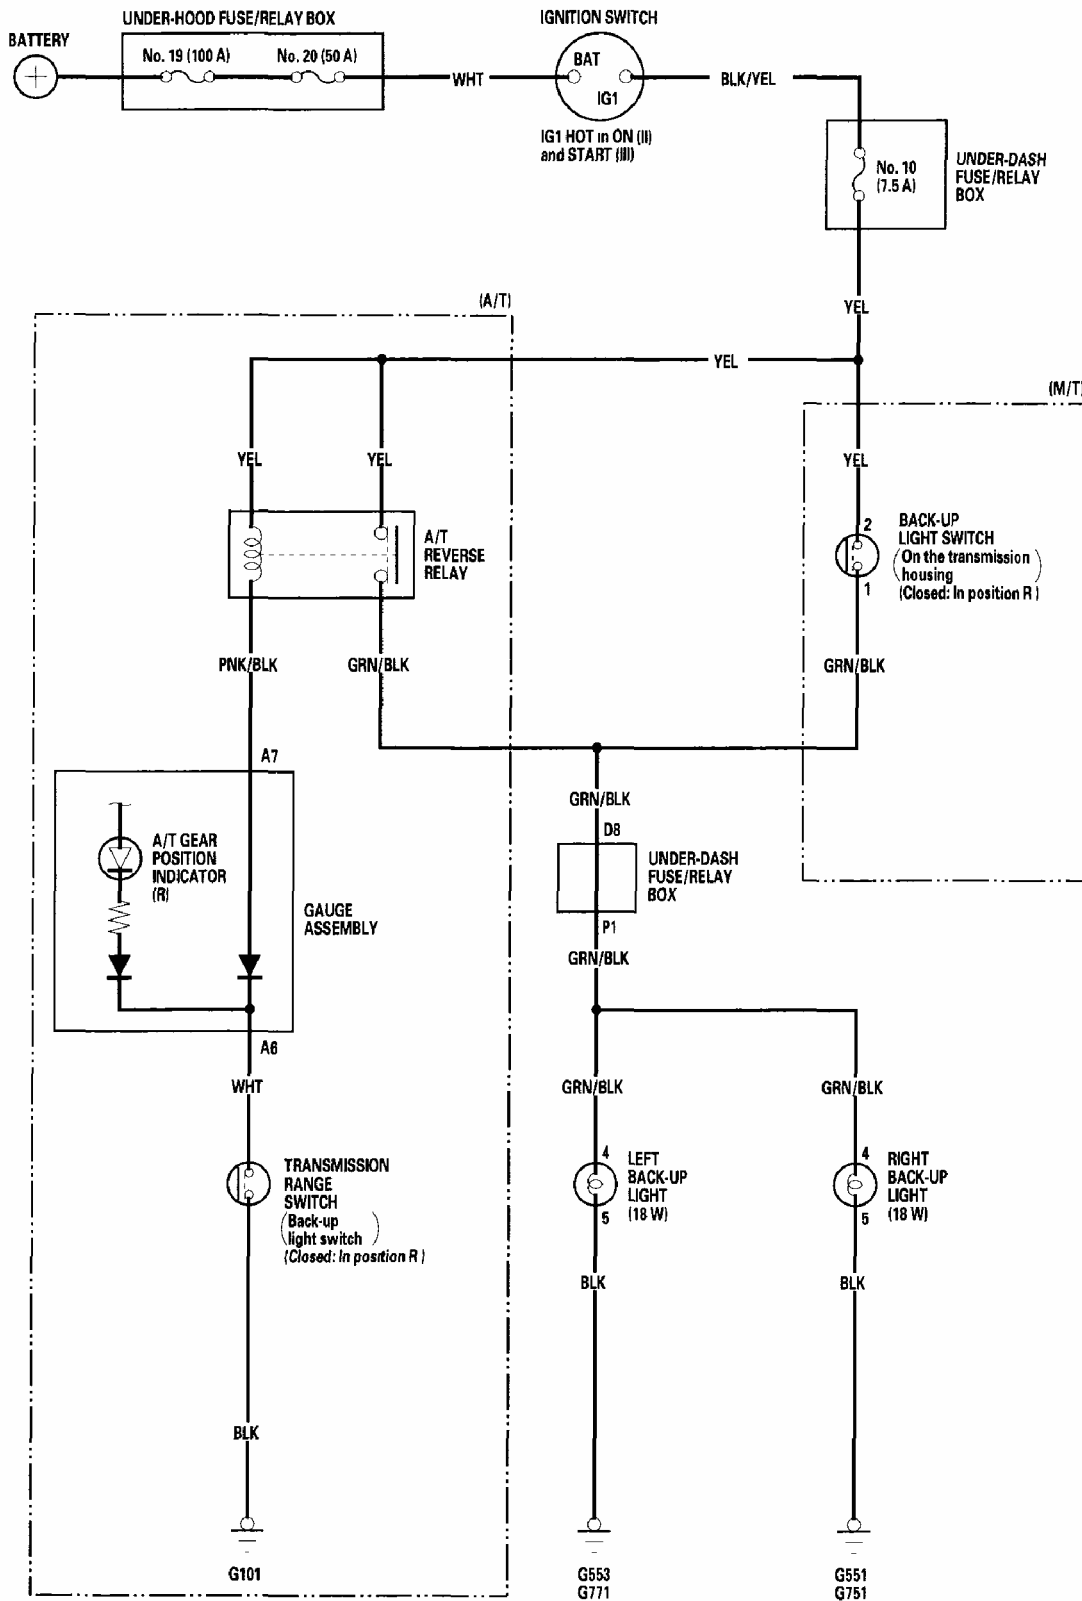 UNDER-HOOD FUSE/RELAY BOX
IGNITION SWITCH
BATTERY
No. 19 (100 A)
No. 20 (50 A)
WHT
BAT
IG1
BLK/YEL
IG1 HOT in ON (II)
and START (III)
No. 10
(7.5 A)
UNDER-DASH
FUSE/RELAY
BOX
(A/T)
YEL
YEL
(M/T)
YEL
YEL
YEL
A/T
REVERSE
RELAY
2
1
BACK-UP
LIGHT SWITCH
(On the transmission
housing)
(Closed: In position R)
PNK/BLK
GRN/BLK
GRN/BLK
A7
GRN/BLK
D8
UNDER-DASH
FUSE/RELAY
BOX
P1
GRN/BLK
A/T GEAR
POSITION
INDICATOR
(R)
GAUGE
ASSEMBLY
A6
WHT
GRN/BLK
GRN/BLK
TRANSMISSION
RANGE
SWITCH
(Back-up
light switch)
(Closed: In position R)
4
LEFT
BACK-UP
LIGHT
(18 W)
5
4
RIGHT
BACK-UP
LIGHT
(18 W)
5
BLK
BLK
BLK
G101
G553
G771
G551
G751